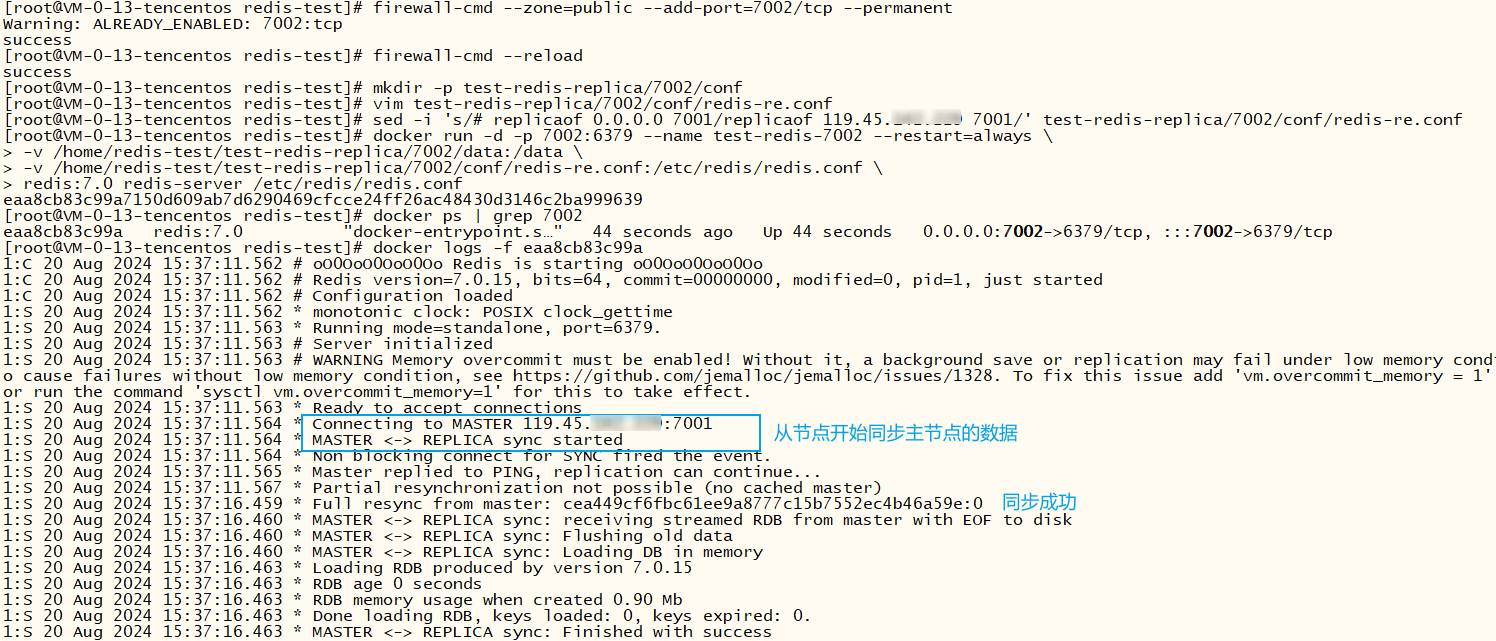 [root@VM-0-13-tencentos redis-test]# firewall-cmd --zone=public --add-port=7002/tcp --permanent
Warning: ALREADY_ENABLED: 7002:tcp
success
[root@VM-0-13-tencentos redis-test]# firewall-cmd --reload
success
[root@VM-0-13-tencentos redis-test]# mkdir -p test-redis-replica/7002/conf
[root@VM-0-13-tencentos redis-test]# vim test-redis-replica/7002/conf/redis-re.conf
[root@VM-0-13-tencentos redis-test]# sed -i 's/# replicaof 0.0.0.0 7001/replicaof 119.45. 7001/' test-redis-replica/7002/conf/redis-re.conf
[root@VM-0-13-tencentos redis-test]# docker run -d -p 7002:6379 --name test-redis-7002 --restart=always \
> -v /home/redis-test/test-redis-replica/7002/data:/data \
> -v /home/redis-test/test-redis-replica/7002/conf/redis-re.conf:/etc/redis/redis.conf \
> redis:7.0 redis-server /etc/redis/redis.conf
eaa8cb83c99a7150d609ab7d6290469cfcce24ff26ac48430d3146c2ba999639
[root@VM-0-13-tencentos redis-test]# docker ps | grep 7002
eaa8cb83c99a   redis:7.0          "docker-entrypoint.s…"   44 seconds ago   Up 44 seconds   0.0.0.0:7002->6379/tcp, :::7002->6379/tcp
[root@VM-0-13-tencentos redis-test]# docker logs -f eaa8cb83c99a
1:C 20 Aug 2024 15:37:11.562 # oO0OoO0OoO0Oo Redis is starting oO0OoO0OoO0Oo
1:C 20 Aug 2024 15:37:11.562 # Redis version=7.0.15, bits=64, commit=00000000, modified=0, pid=1, just started
1:C 20 Aug 2024 15:37:11.562 # Configuration loaded
1:S 20 Aug 2024 15:37:11.562 * monotonic clock: POSIX clock_gettime
1:S 20 Aug 2024 15:37:11.563 * Running mode=standalone, port=6379.
1:S 20 Aug 2024 15:37:11.563 # Server initialized
1:S 20 Aug 2024 15:37:11.563 # WARNING Memory overcommit must be enabled! Without it, a background save or replication may fail under low memory condi
o cause failures without low memory condition, see https://github.com/jemalloc/jemalloc/issues/1328. To fix this issue add 'vm.overcommit_memory = 1'
or run the command 'sysctl vm.overcommit_memory=1' for this to take effect.
1:S 20 Aug 2024 15:37:11.563 * Ready to accept connections
1:S 20 Aug 2024 15:37:11.564 * Connecting to MASTER 119.45. :7001
1:S 20 Aug 2024 15:37:11.564 * MASTER <-> REPLICA sync started 从节点开始同步主节点的数据
1:S 20 Aug 2024 15:37:11.564 * Non blocking connect for SYNC fired the event.
1:S 20 Aug 2024 15:37:11.565 * Master replied to PING, replication can continue...
1:S 20 Aug 2024 15:37:11.567 * Partial resynchronization not possible (no cached master)
1:S 20 Aug 2024 15:37:16.459 * Full resync from master: cea449cf6fbc61ee9a8777c15b7552ec4b46a59e:0 同步成功
1:S 20 Aug 2024 15:37:16.460 * MASTER <-> REPLICA sync: receiving streamed RDB from master with EOF to disk
1:S 20 Aug 2024 15:37:16.460 * MASTER <-> REPLICA sync: Flushing old data
1:S 20 Aug 2024 15:37:16.460 * MASTER <-> REPLICA sync: Loading DB in memory
1:S 20 Aug 2024 15:37:16.463 * Loading RDB produced by version 7.0.15
1:S 20 Aug 2024 15:37:16.463 * RDB age 0 seconds
1:S 20 Aug 2024 15:37:16.463 * RDB memory usage when created 0.90 Mb
1:S 20 Aug 2024 15:37:16.463 * Done loading RDB, keys loaded: 0, keys expired: 0.
1:S 20 Aug 2024 15:37:16.463 * MASTER <-> REPLICA sync: Finished with success